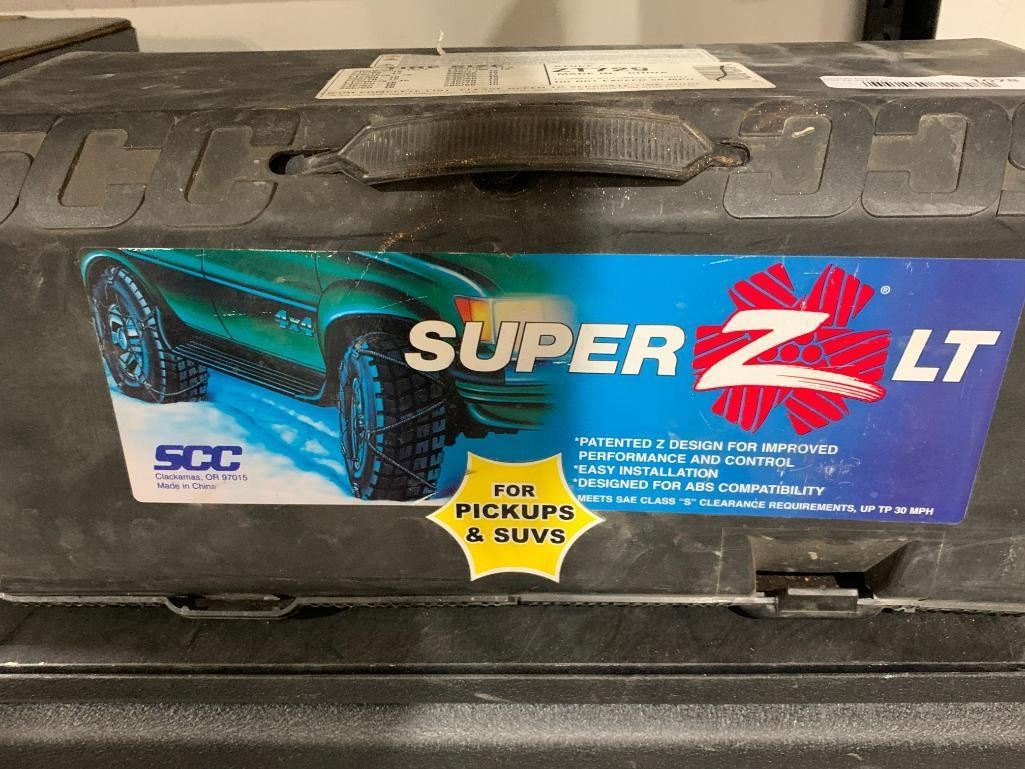 SCC
4x4
SUPER Z LT
®
*PATENTED Z DESIGN FOR IMPROVED
PERFORMANCE AND CONTROL
*EASY INSTALLATION
*DESIGNED FOR ABS COMPATIBILITY
MEETS SAE CLASS "S" CLEARANCE REQUIREMENTS, UP TP 30 MPH
SCC
Clackamas, OR 97015
Made in China
FOR
PICKUPS
& SUVS